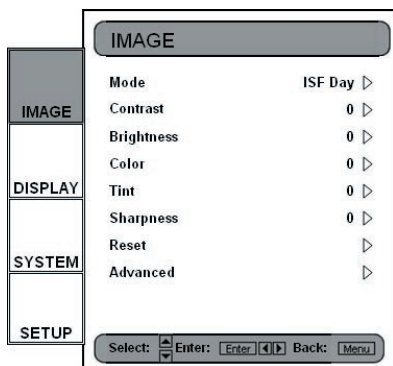 IMAGE
IMAGE
DISPLAY
SYSTEM
SETUP
Mode ISF Day
Contrast 0
Brightness 0
Color 0
Tint 0
Sharpness 0
Reset
Advanced
Select: Enter: Enter Back: Menu